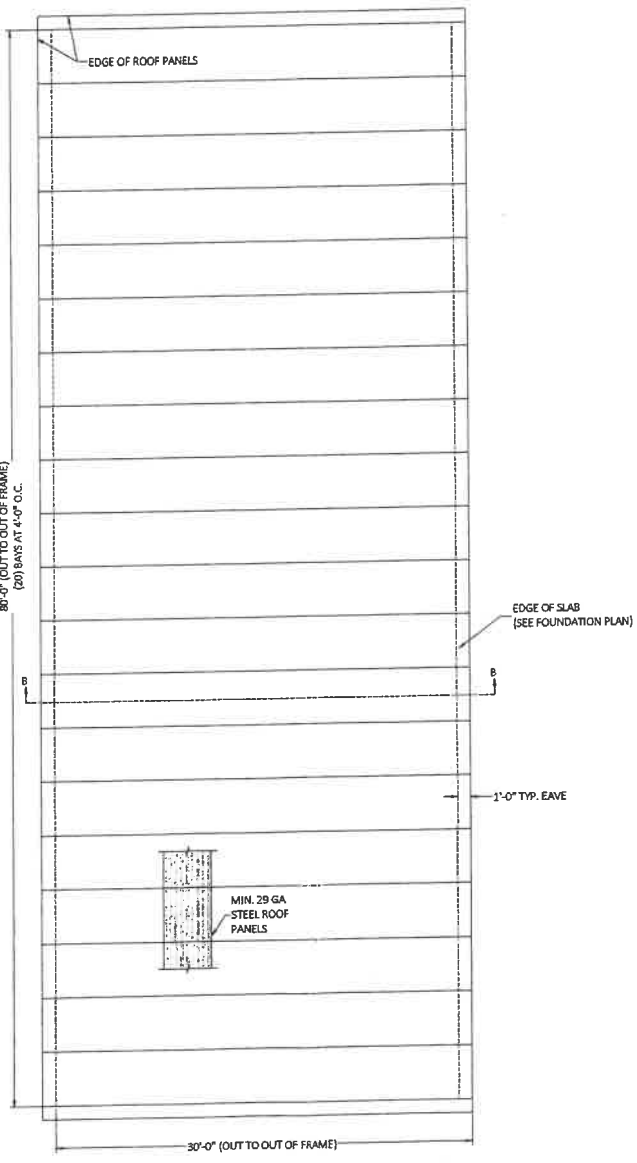 EDGE OF ROOF PANELS
80'-0" (OUT TO OUT OF FRAME)
(20) BAYS AT 4'-0" O.C.
EDGE OF SLAB
(SEE FOUNDATION PLAN)
B
B
1'-0" TYP. EAVE
MIN. 29 GA
STEEL ROOF
PANELS
30'-0" (OUT TO OUT OF FRAME)